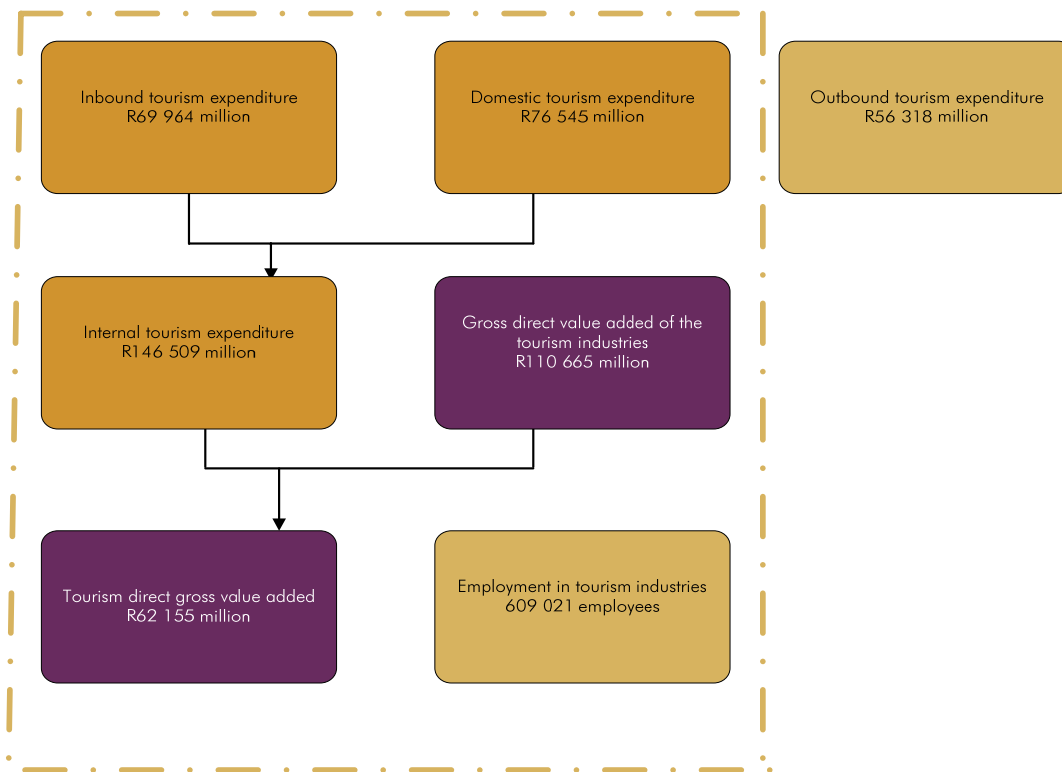 Inbound tourism expenditure
R69 964 million
Domestic tourism expenditure
R76 545 million
Outbound tourism expenditure
R56 318 million
Internal tourism expenditure
R146 509 million
Gross direct value added of the
tourism industries
R110 665 million
Tourism direct gross value added
R62 155 million
Employment in tourism industries
609 021 employees